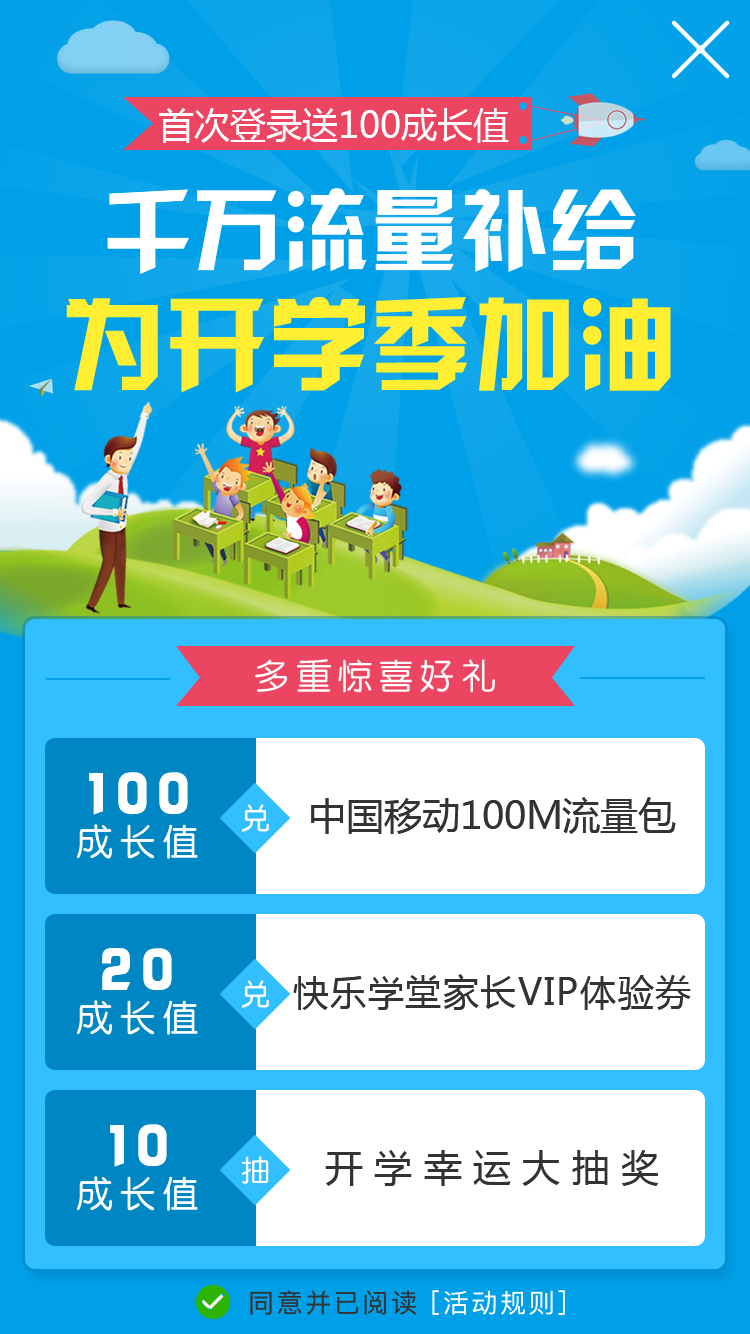 首次登录送100成长值
千万流量补给
为开学季加油
多重惊喜好礼
100
成长值
兑
中国移动100M流量包
20
成长值
兑
快乐学堂家长VIP体验券
10
成长值
抽
开学幸运大抽奖
同意并已阅读 [活动规则]